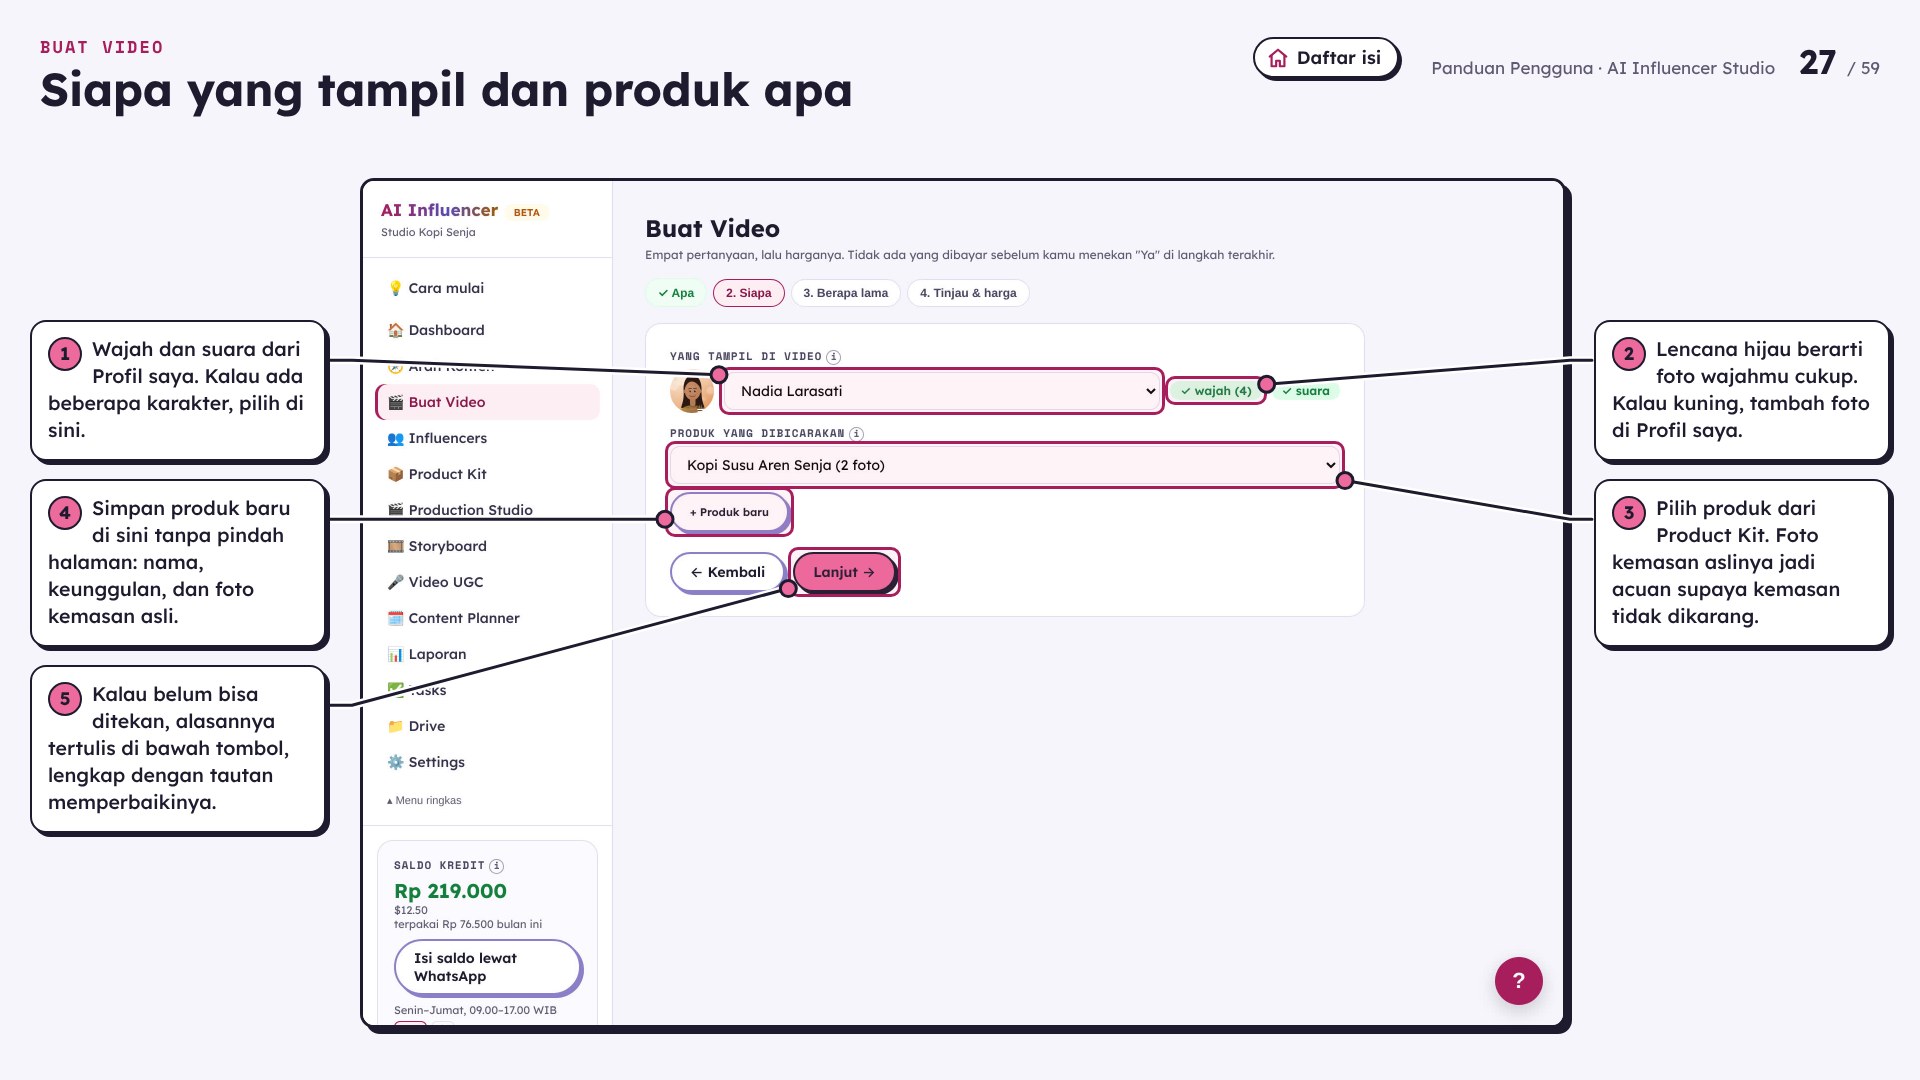 BUAT VIDEO
Siapa yang tampil dan produk apa
Daftar isi
Panduan Pengguna · AI Influencer Studio
27 / 59
AI Influencer BETA
Studio Kopi Senja
💡 Cara mulai
🏠 Dashboard
🎬 Buat Video
👥 Influencers
📦 Product Kit
🎬 Production Studio
🎞️ Storyboard
🎤 Video UGC
🗓️ Content Planner
📊 Laporan
✅ Tasks
📁 Drive
⚙️ Settings
▴ Menu ringkas
SALDO KREDIT i
Rp 219.000
$12.50
terpakai Rp 76.500 bulan ini
Isi saldo lewat
WhatsApp
Senin–Jumat, 09.00–17.00 WIB
Buat Video
Empat pertanyaan, lalu harganya. Tidak ada yang dibayar sebelum kamu menekan "Ya" di langkah terakhir.
✓ Apa
2. Siapa
3. Berapa lama
4. Tinjau & harga
YANG TAMPIL DI VIDEO i
Nadia Larasati
✓ wajah (4)
✓ suara
PRODUK YANG DIBICARAKAN i
Kopi Susu Aren Senja (2 foto)
+ Produk baru
← Kembali
Lanjut →
?
1 Wajah dan suara dari
Profil saya. Kalau ada
beberapa karakter, pilih di
sini.
4 Simpan produk baru
di sini tanpa pindah
halaman: nama,
keunggulan, dan foto
kemasan asli.
5 Kalau belum bisa
ditekan, alasannya
tertulis di bawah tombol,
lengkap dengan tautan
memperbaikinya.
2 Lencana hijau berarti
foto wajahmu cukup.
Kalau kuning, tambah foto
di Profil saya.
3 Pilih produk dari
Product Kit. Foto
kemasan aslinya jadi
acuan supaya kemasan
tidak dikarang.